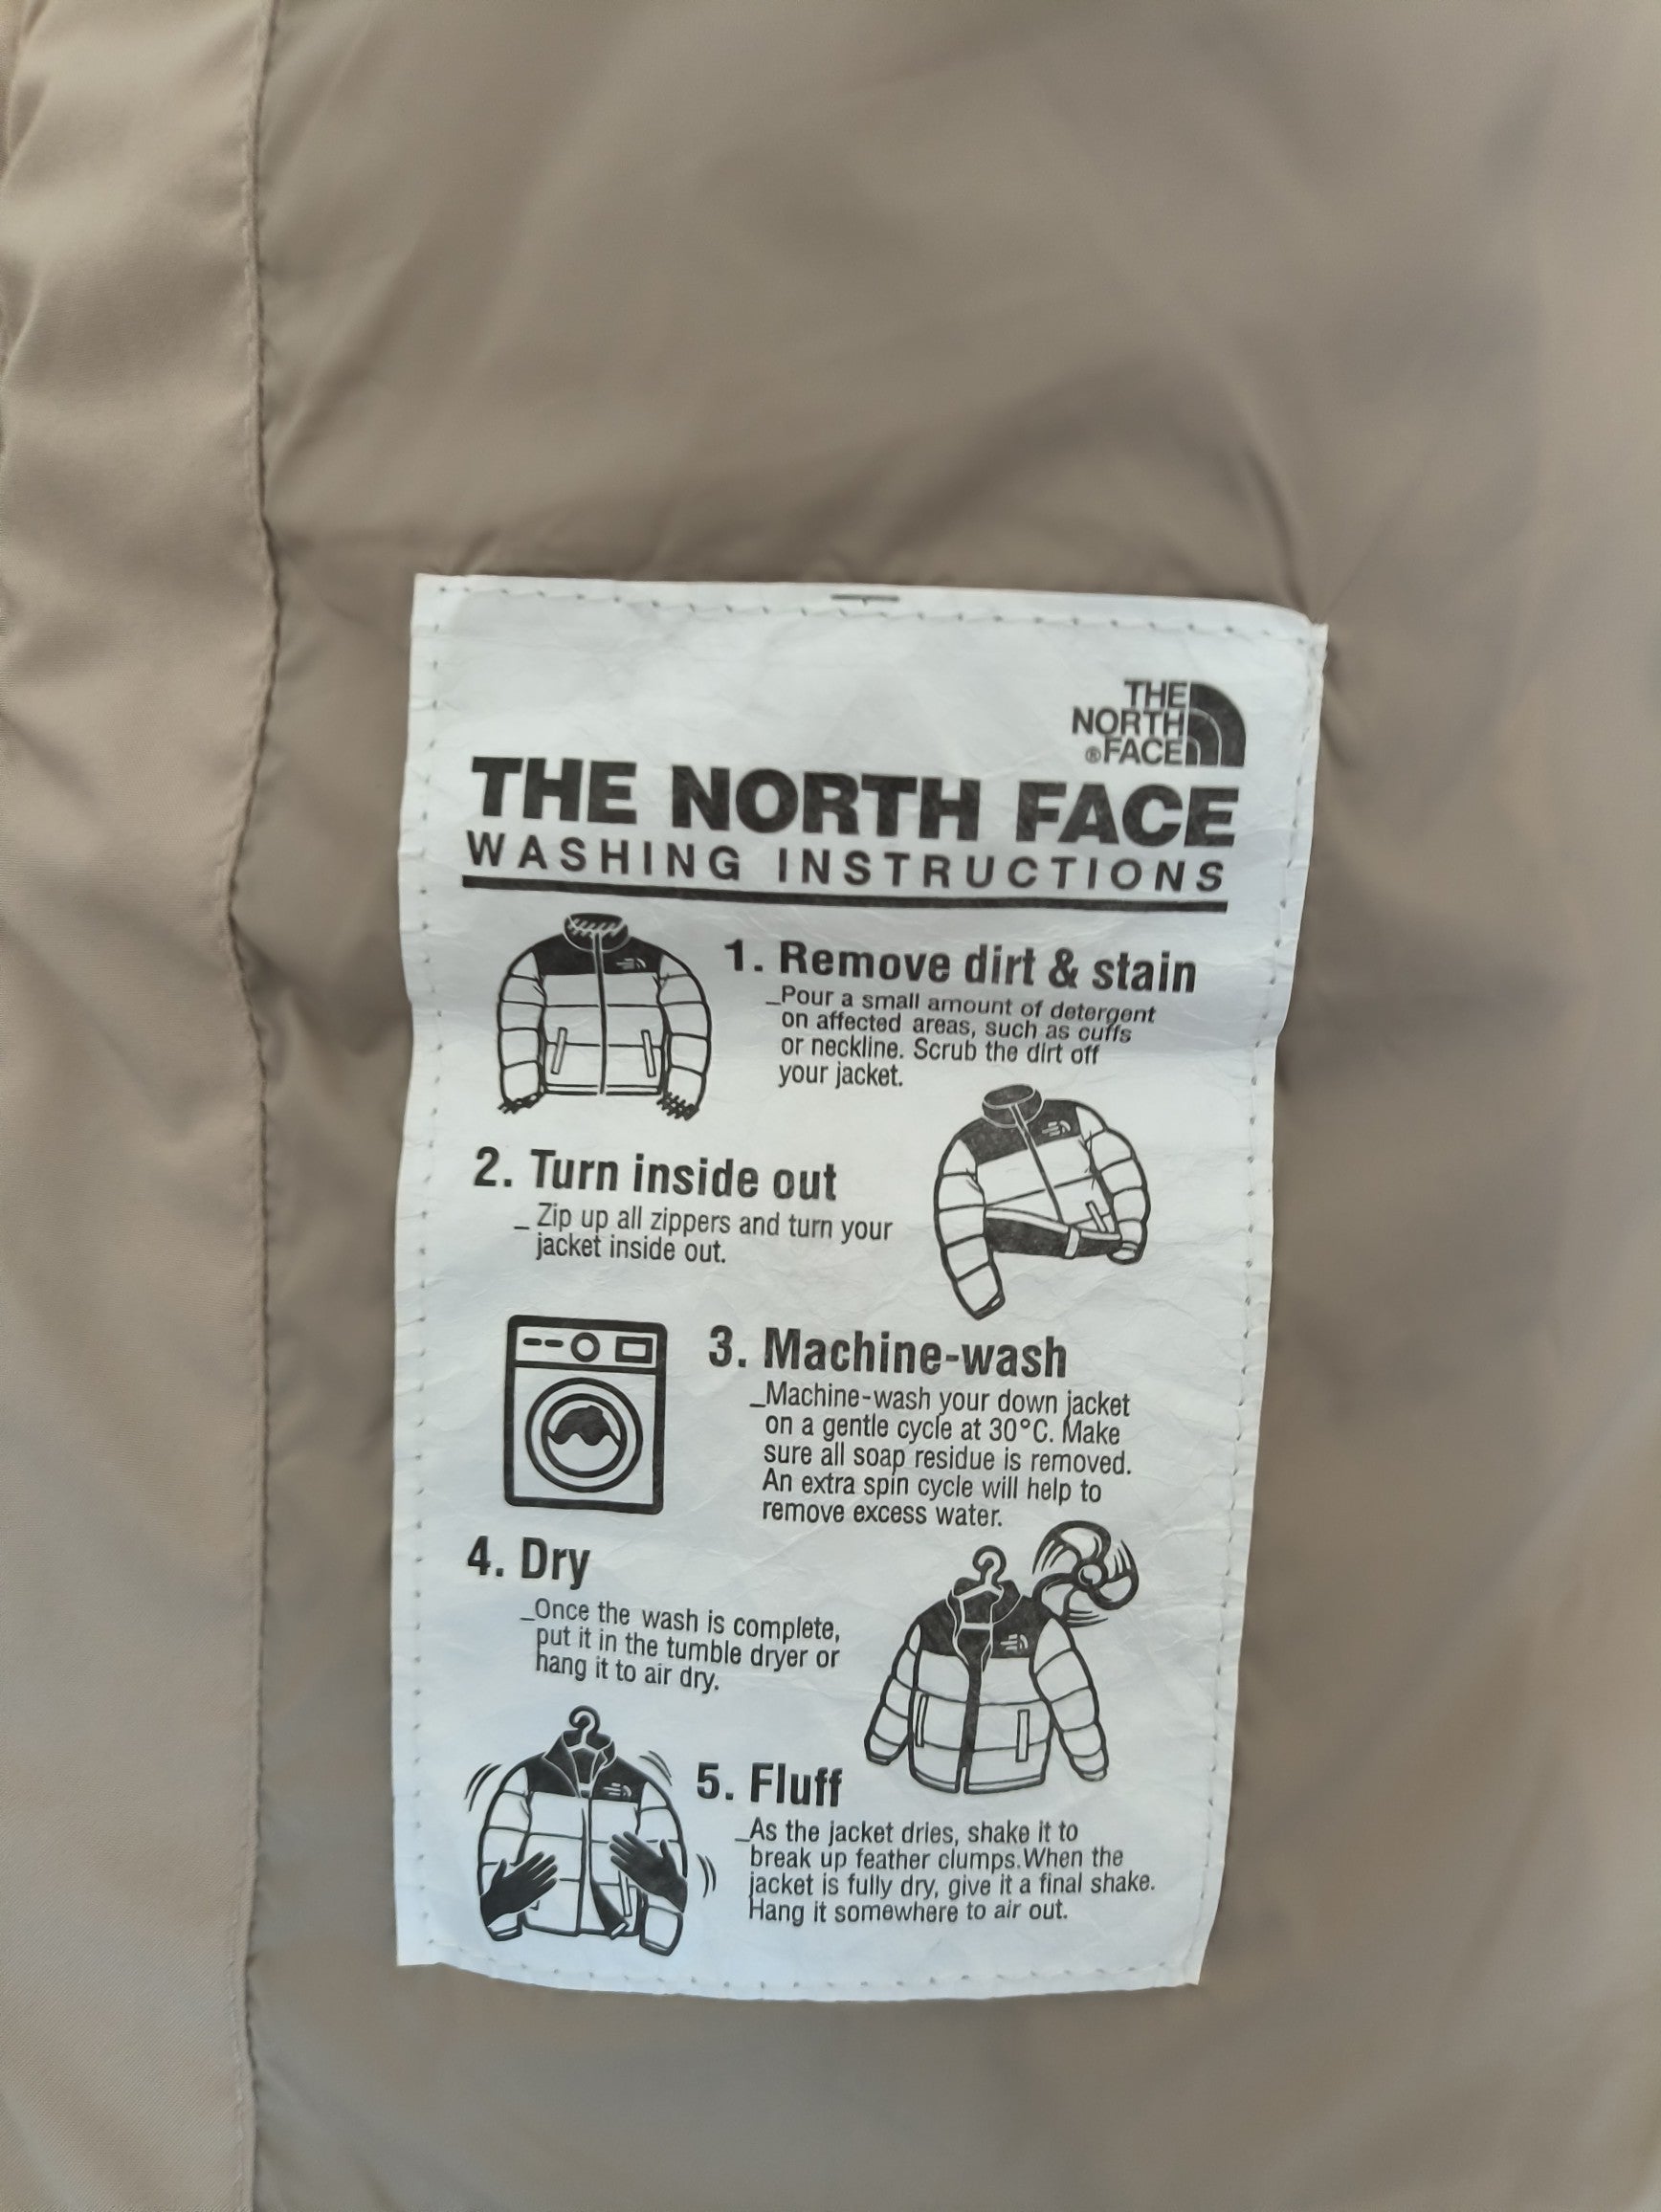 THE
NORTH
®FACE
THE NORTH FACE
WASHING INSTRUCTIONS
1. Remove dirt & stain
_Pour a small amount of detergent
on affected areas, such as cuffs
or neckline. Scrub the dirt off
your jacket.
2. Turn inside out
_ Zip up all zippers and turn your
jacket inside out.
3. Machine-wash
_Machine-wash your down jacket
on a gentle cycle at 30°C. Make
sure all soap residue is removed.
An extra spin cycle will help to
remove excess water.
4. Dry
_Once the wash is complete,
put it in the tumble dryer or
hang it to air dry.
5. Fluff
_As the jacket dries, shake it to
break up feather clumps.When the
jacket is fully dry, give it a final shake.
Hang it somewhere to air out.